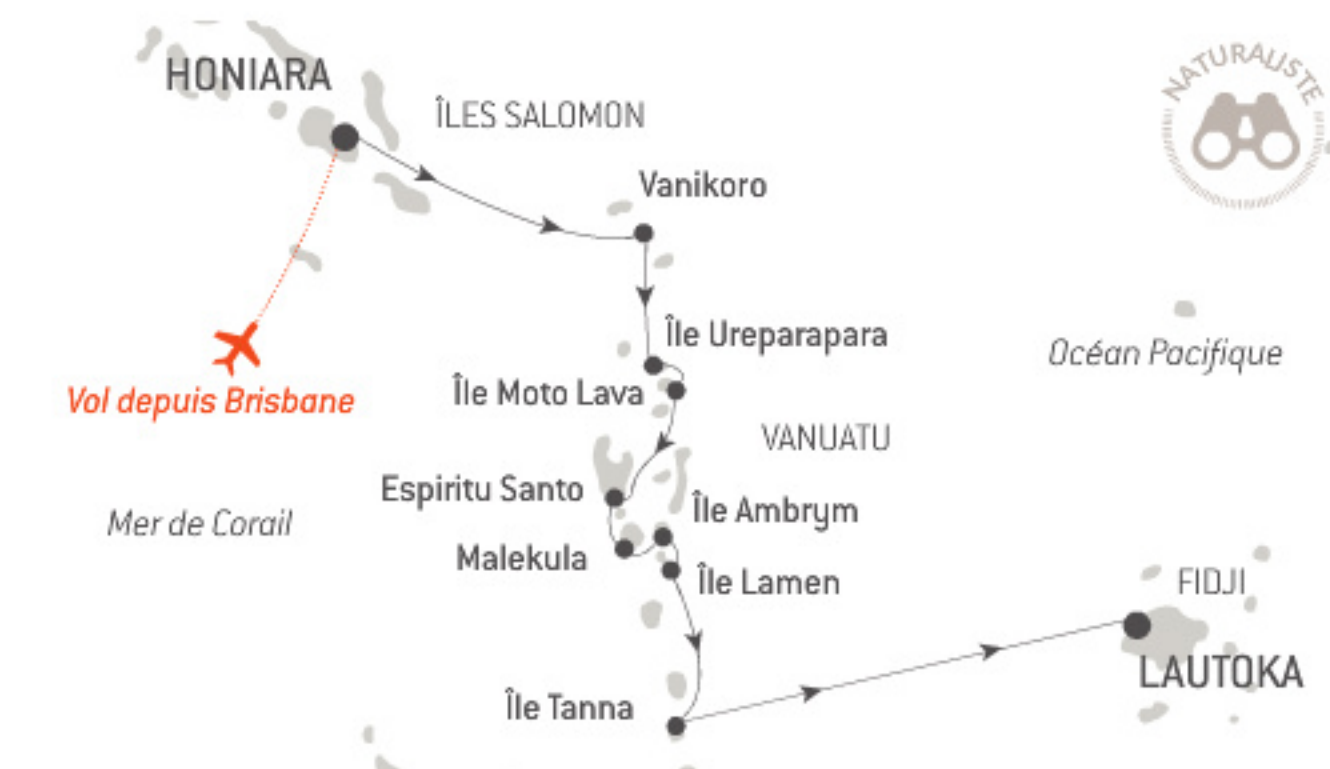 HONIARA
ÎLES SALOMON
NATURALISTE
Vanikoro
Île Ureparapara
Océan Pacifique
Île Moto Lava
Vol depuis Brisbane
VANUATU
Espiritu Santo
Île Ambrym
Mer de Corail
Malekula
Île Lamen
FIDJI
LAUTOKA
Île Tanna